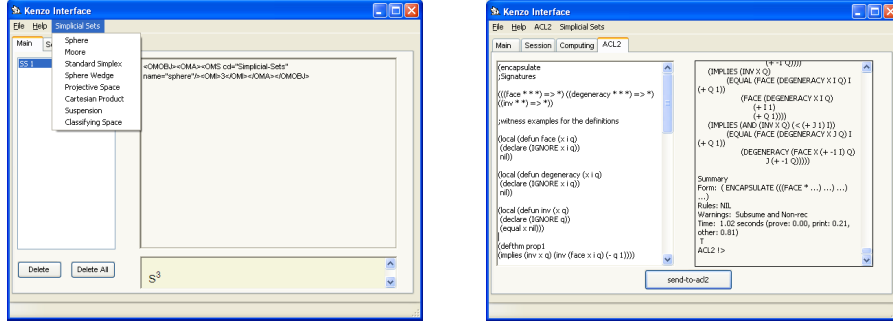 Kenzo Interface
File Help Simplicial Sets
Main Se
Sphere
Moore
Standard Simplex
Sphere Wedge
Projective Space
Cartesian Product
Suspension
Classifying Space
SS 1
<OMOBJ><OMA><OMS cd="Simplicial-Sets"
name="sphere"/><OMI>3</OMI></OMA></OMOBJ>
Delete Delete All
S3
Kenzo Interface
File Help ACL2 Simplicial Sets
Main Session Computing ACL2
(encapsulate
;Signatures
(((face * * *) => *) ((degeneracy * * *) => *)
((inv * *) => *))
;witness examples for the definitions
(local (defun face (x i q)
(declare (IGNORE x i q))
nil))
(local (defun degeneracy (x i q)
(declare (IGNORE x i q))
nil))
(local (defun inv (x q)
(declare (IGNORE q))
(equal x nil)))
(defthm prop1
(implies (inv x q) (inv (face x i q) (- q 1))))
(+ -1 Q)))))
(IMPLIES (INV X Q)
(EQUAL (FACE (DEGENERACY X I Q) I
(+ Q 1))
(FACE (DEGENERACY X I Q)
(+ I 1)
(+ Q 1))))
(IMPLIES (AND (INV X Q) (< (+ J 1) I))
(EQUAL (FACE (DEGENERACY X J Q) I
(+ Q 1))
(DEGENERACY (FACE X (+ -1 I) Q)
J (+ -1 Q)))))
Summary
Form: ( ENCAPSULATE (((FACE * ...) ...) ...)
...)
Rules: NIL
Warnings: Subsume and Non-rec
Time: 1.02 seconds (prove: 0.00, print: 0.21,
other: 0.81)
T
ACL2 !>
send-to-acl2